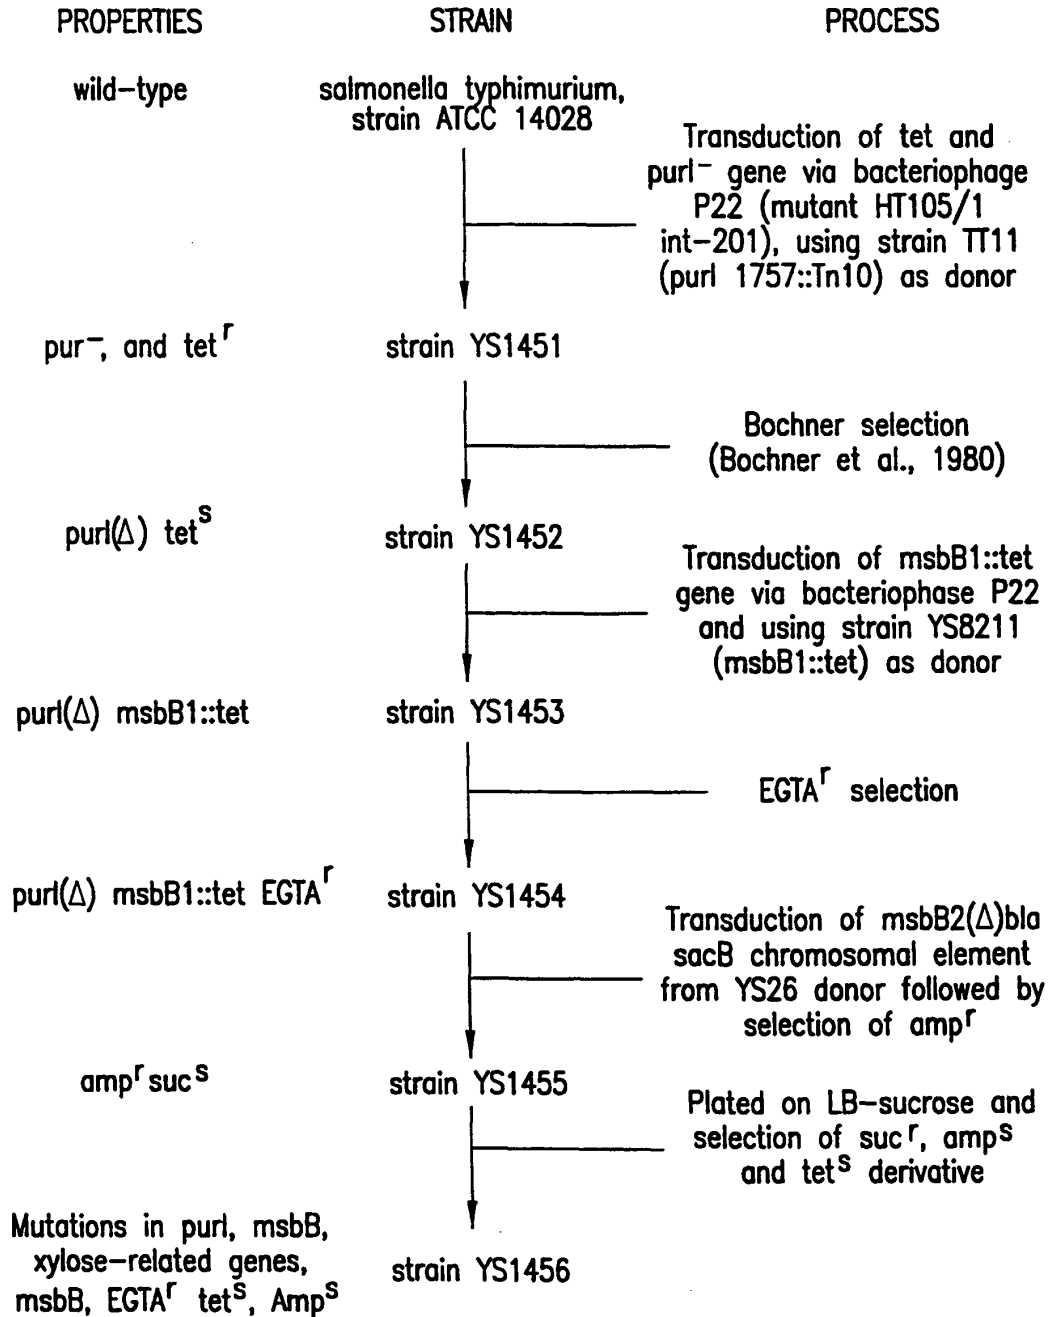 PROPERTIES STRAIN PROCESS
wild-type
salmonella typhimurium,
strain ATCC 14028
Transduction of tet and
purI⁻ gene via bacteriophage
P22 (mutant HT105/1
int-201), using strain TT11
(purI 1757::Tn10) as donor
pur⁻, and tetʳ
strain YS1451
Bochner selection
(Bochner et al., 1980)
purI(Δ) tetˢ
strain YS1452
Transduction of msbB1::tet
gene via bacteriophase P22
and using strain YS8211
(msbB1::tet) as donor
purI(Δ) msbB1::tet
strain YS1453
EGTAʳ selection
purI(Δ) msbB1::tet EGTAʳ
strain YS1454
Transduction of msbB2(Δ)bla
sacB chromosomal element
from YS26 donor followed by
selection of ampʳ
ampʳ sucˢ
strain YS1455
Plated on LB-sucrose and
selection of sucʳ, ampˢ
and tetˢ derivative
Mutations in purI, msbB,
xylose-related genes,
msbB, EGTAʳ tetˢ, Ampˢ
strain YS1456